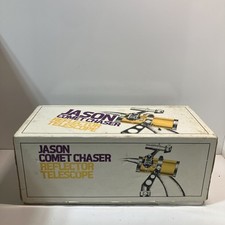 JASON
COMET CHASER
REFLECTOR
TELESCOPE
JASON
COMET CHASER
REFLECTOR
TELESCOPE